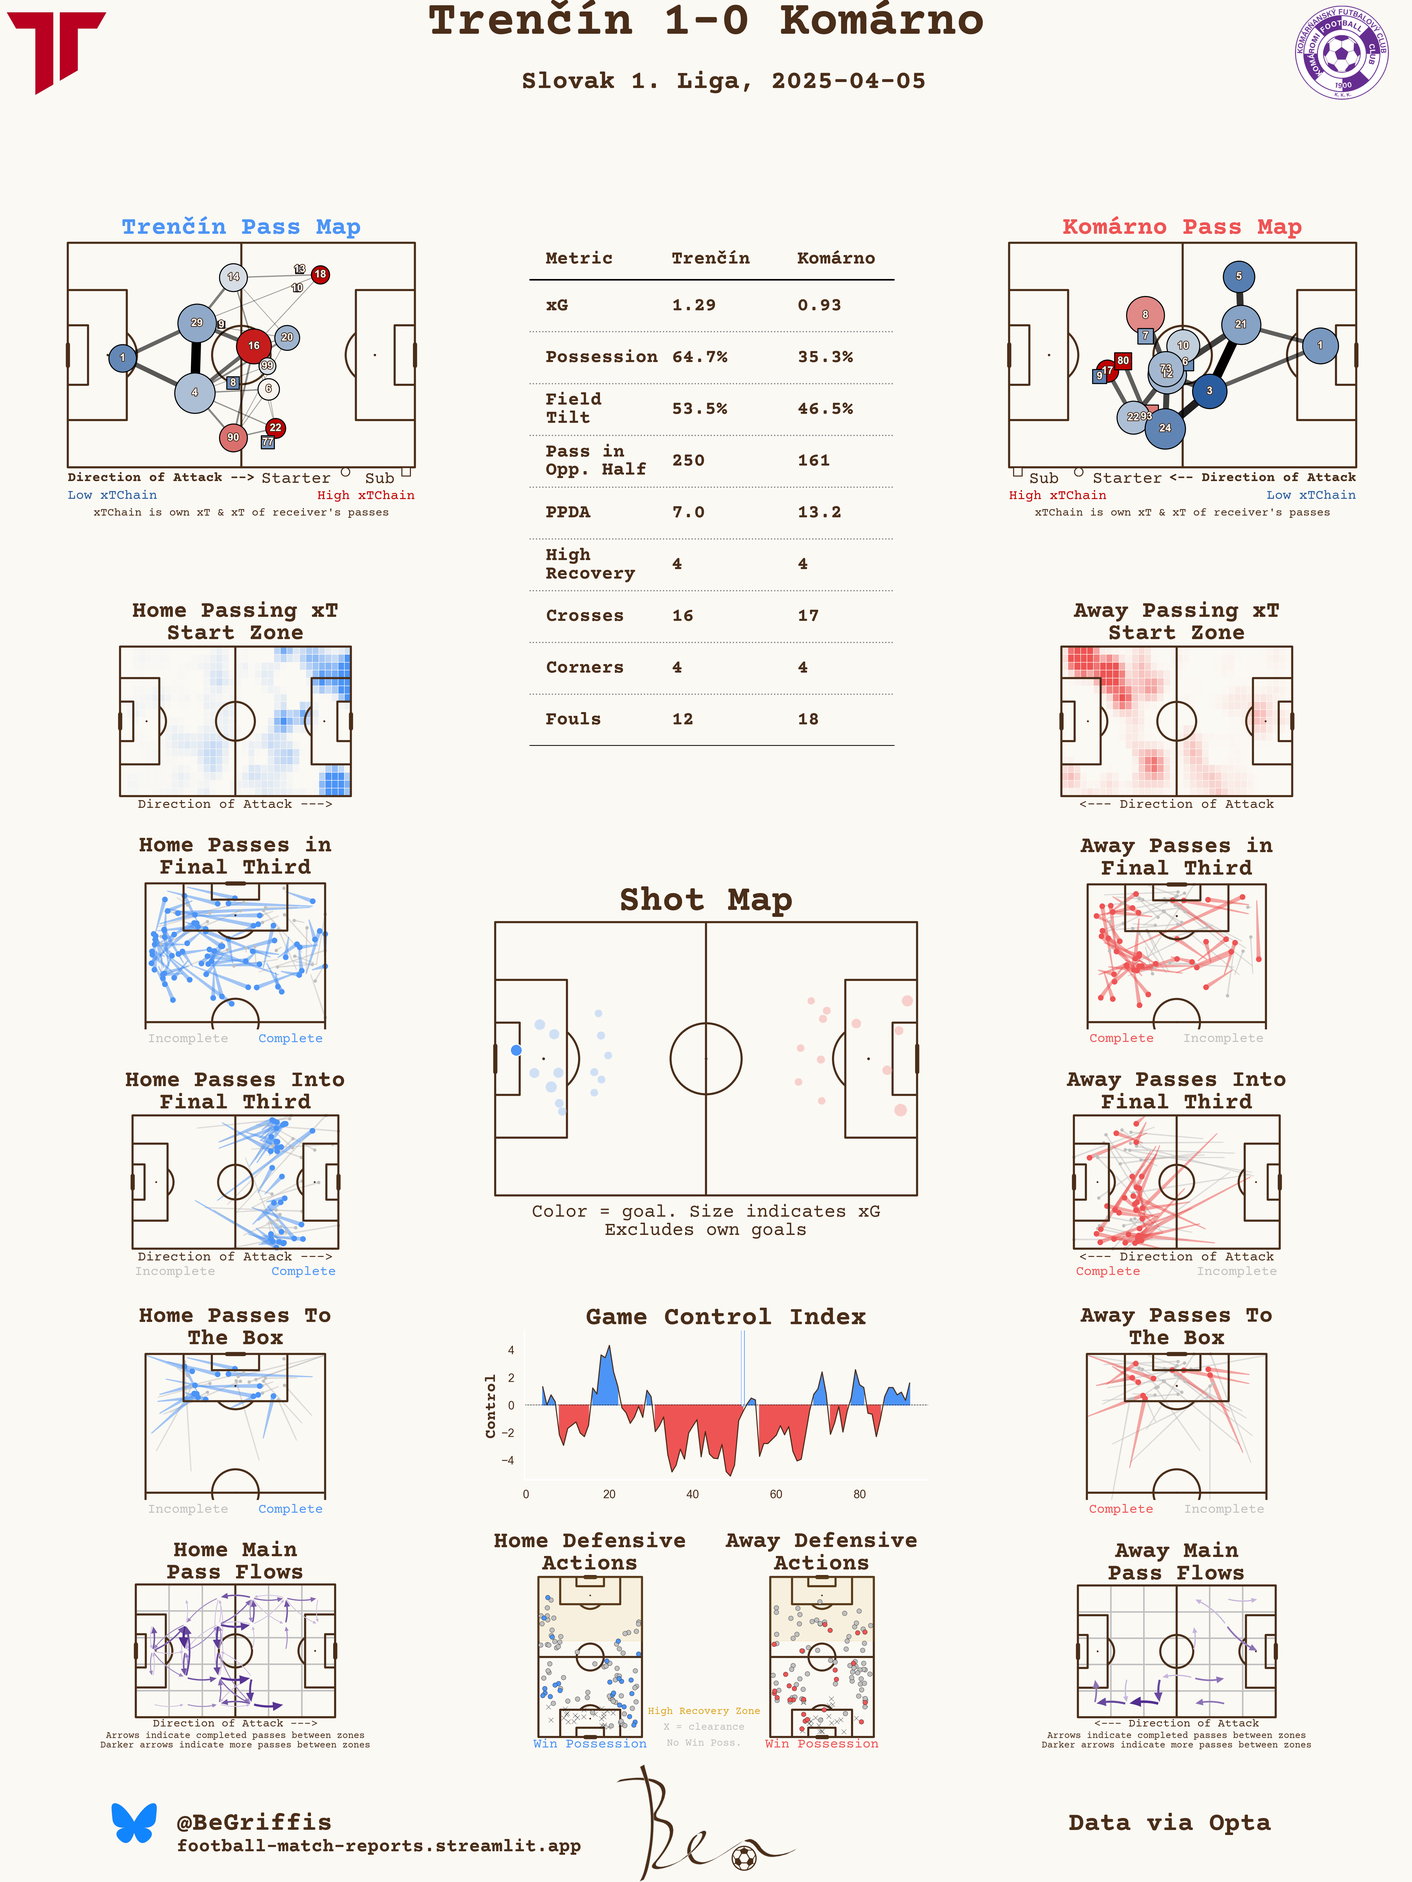 Trenčín 1-0 Komárno
Slovak 1. Liga, 2025-04-05
KOMÁRŇANSKÝ FUTBALOVÝ CLUB
KOMÁROMI FOOTBALL CLUB
1900
K.K.K.
Trenčín Pass Map
14
13
18
10
29
9
20
1
16
99
8
6
4
22
90
77
Direction of Attack --> Starter Sub
Low xTChain High xTChain
xTChain is own xT & xT of receiver's passes
Metric Trenčín Komárno
xG 1.29 0.93
Possession 64.7% 35.3%
Field
Tilt 53.5% 46.5%
Pass in
Opp. Half 250 161
PPDA 7.0 13.2
High
Recovery 4 4
Crosses 16 17
Corners 4 4
Fouls 12 18
Komárno Pass Map
5
8
21
7
10
1
80
6
17
9
73
12
3
22
93
24
Sub Starter <-- Direction of Attack
High xTChain Low xTChain
xTChain is own xT & xT of receiver's passes
Home Passing xT
Start Zone
Direction of Attack --->
Away Passing xT
Start Zone
<--- Direction of Attack
Home Passes in
Final Third
Incomplete Complete
Away Passes in
Final Third
Complete Incomplete
Shot Map
Color = goal. Size indicates xG
Excludes own goals
Home Passes Into
Final Third
Direction of Attack --->
Incomplete Complete
Away Passes Into
Final Third
<--- Direction of Attack
Complete Incomplete
Home Passes To
The Box
Incomplete Complete
Game Control Index
Control
4
2
0
−2
−4
0 20 40 60 80
Away Passes To
The Box
Complete Incomplete
Home Main
Pass Flows
Direction of Attack --->
Arrows indicate completed passes between zones
Darker arrows indicate more passes between zones
Home Defensive
Actions
Win Possession
High Recovery Zone
X = clearance
No Win Poss.
Away Defensive
Actions
Win Possession
Away Main
Pass Flows
<--- Direction of Attack
Arrows indicate completed passes between zones
Darker arrows indicate more passes between zones
@BeGriffis
football-match-reports.streamlit.app
Ben
Data via Opta